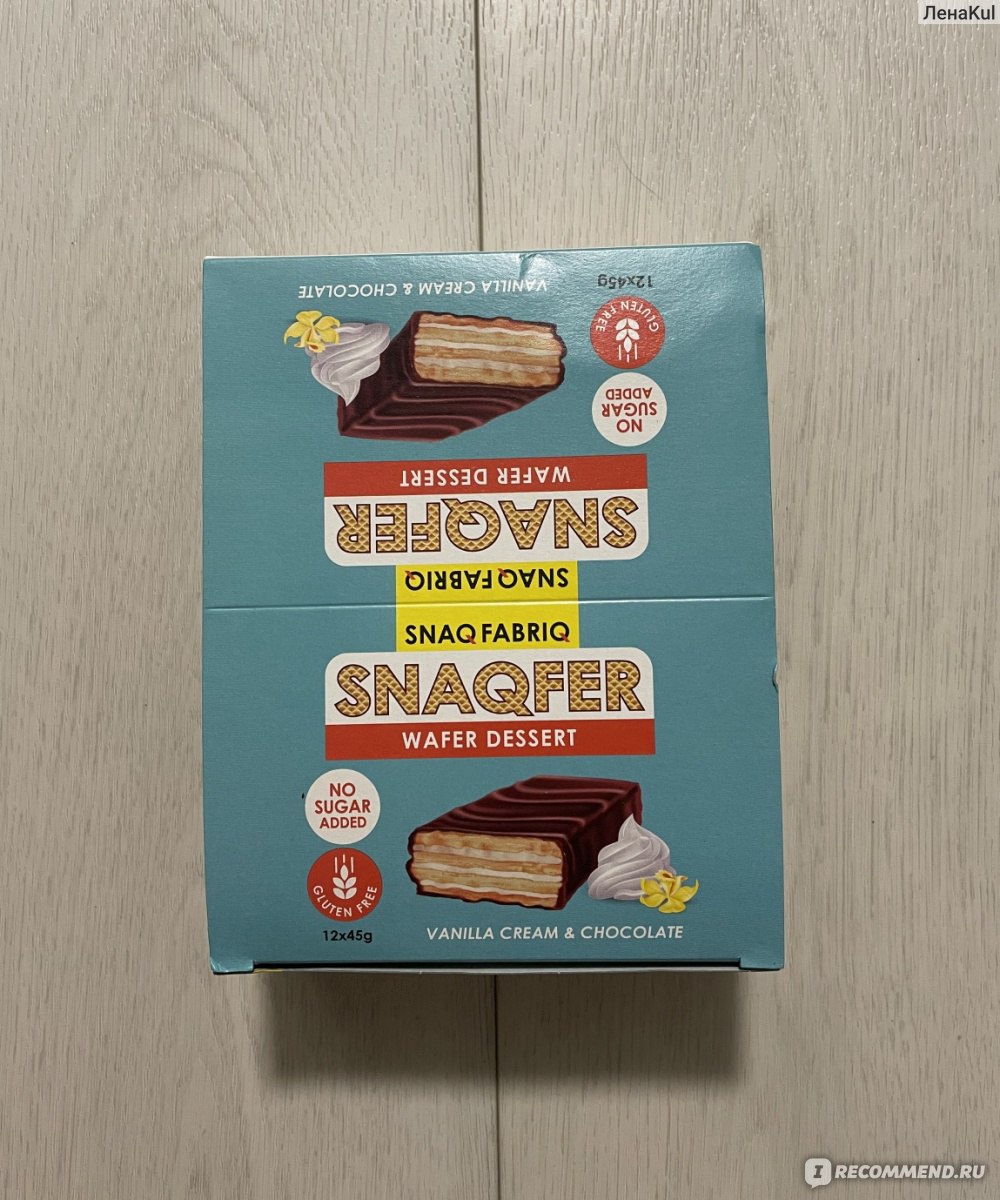 ЛенаKul
12x45g
VANILLA CREAM & CHOCOLATE
GLUTEN FREE
NO
SUGAR
ADDED
WAFER DESSERT
SNAQFER
SNAQ FABRIQ
SNAQ FABRIQ
SNAQFER
WAFER DESSERT
NO
SUGAR
ADDED
GLUTEN FREE
12x45g
VANILLA CREAM & CHOCOLATE
I RECOMMEND.RU